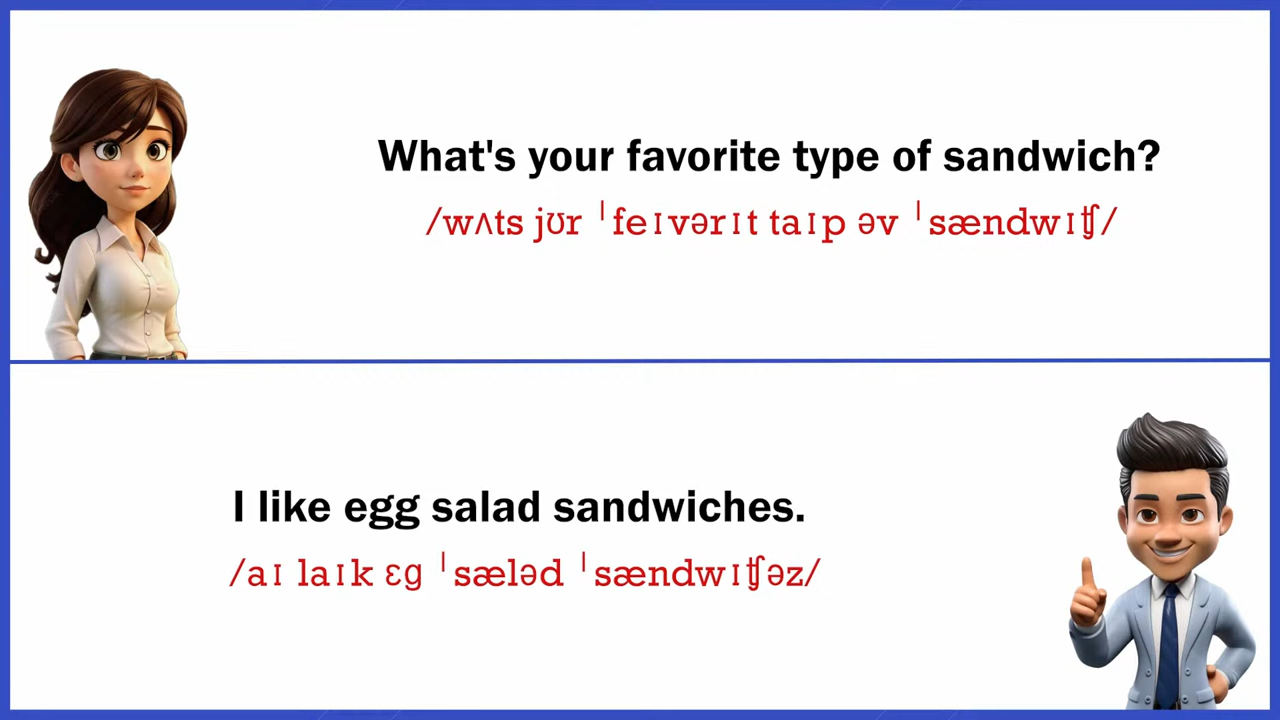 What's your favorite type of sandwich?
/wʌts jʊr ˈfeɪvərɪt taɪp əv ˈsændwɪʧ/
I like egg salad sandwiches.
/aɪ laɪk ɛg ˈsæləd ˈsændwɪʧəz/